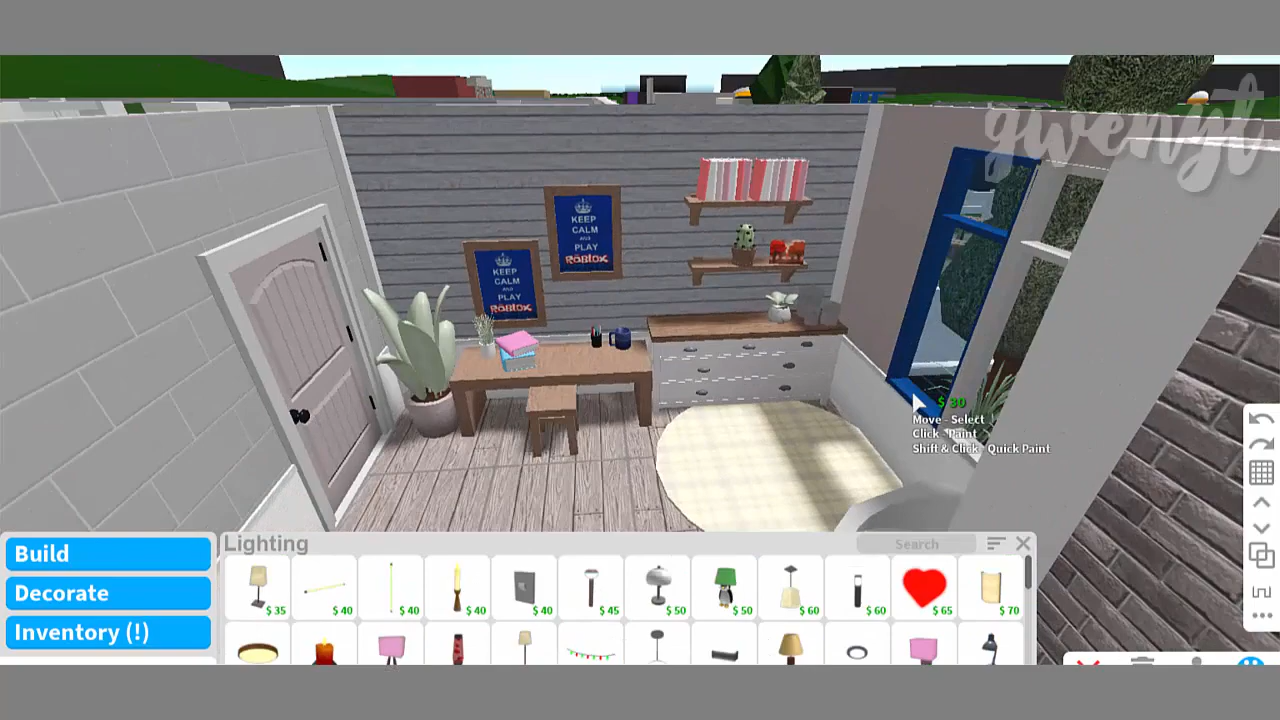 gwenyt
KEEP
CALM
AND
PLAY
ROBLOX
KEEP
CALM
AND
PLAY
ROBLOX
$ 30
Move - Select
Click - Paint
Shift & Click - Quick Paint
Build
Decorate
Inventory (!)
Lighting
Search
$ 35
$ 40
$ 40
$ 40
$ 40
$ 45
$ 50
$ 50
$ 60
$ 60
$ 65
$ 70